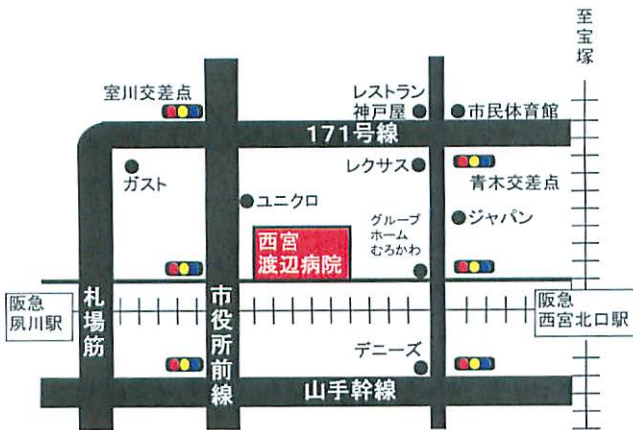 至宝塚
室川交差点
レストラン
神戸屋
市民体育館
171号線
ガスト
レクサス
青木交差点
ユニクロ
グループ
ホーム
むろかわ
ジャパン
西宮
渡辺病院
阪急
夙川駅
札場筋
市役所前線
阪急
西宮北口駅
デニーズ
山手幹線